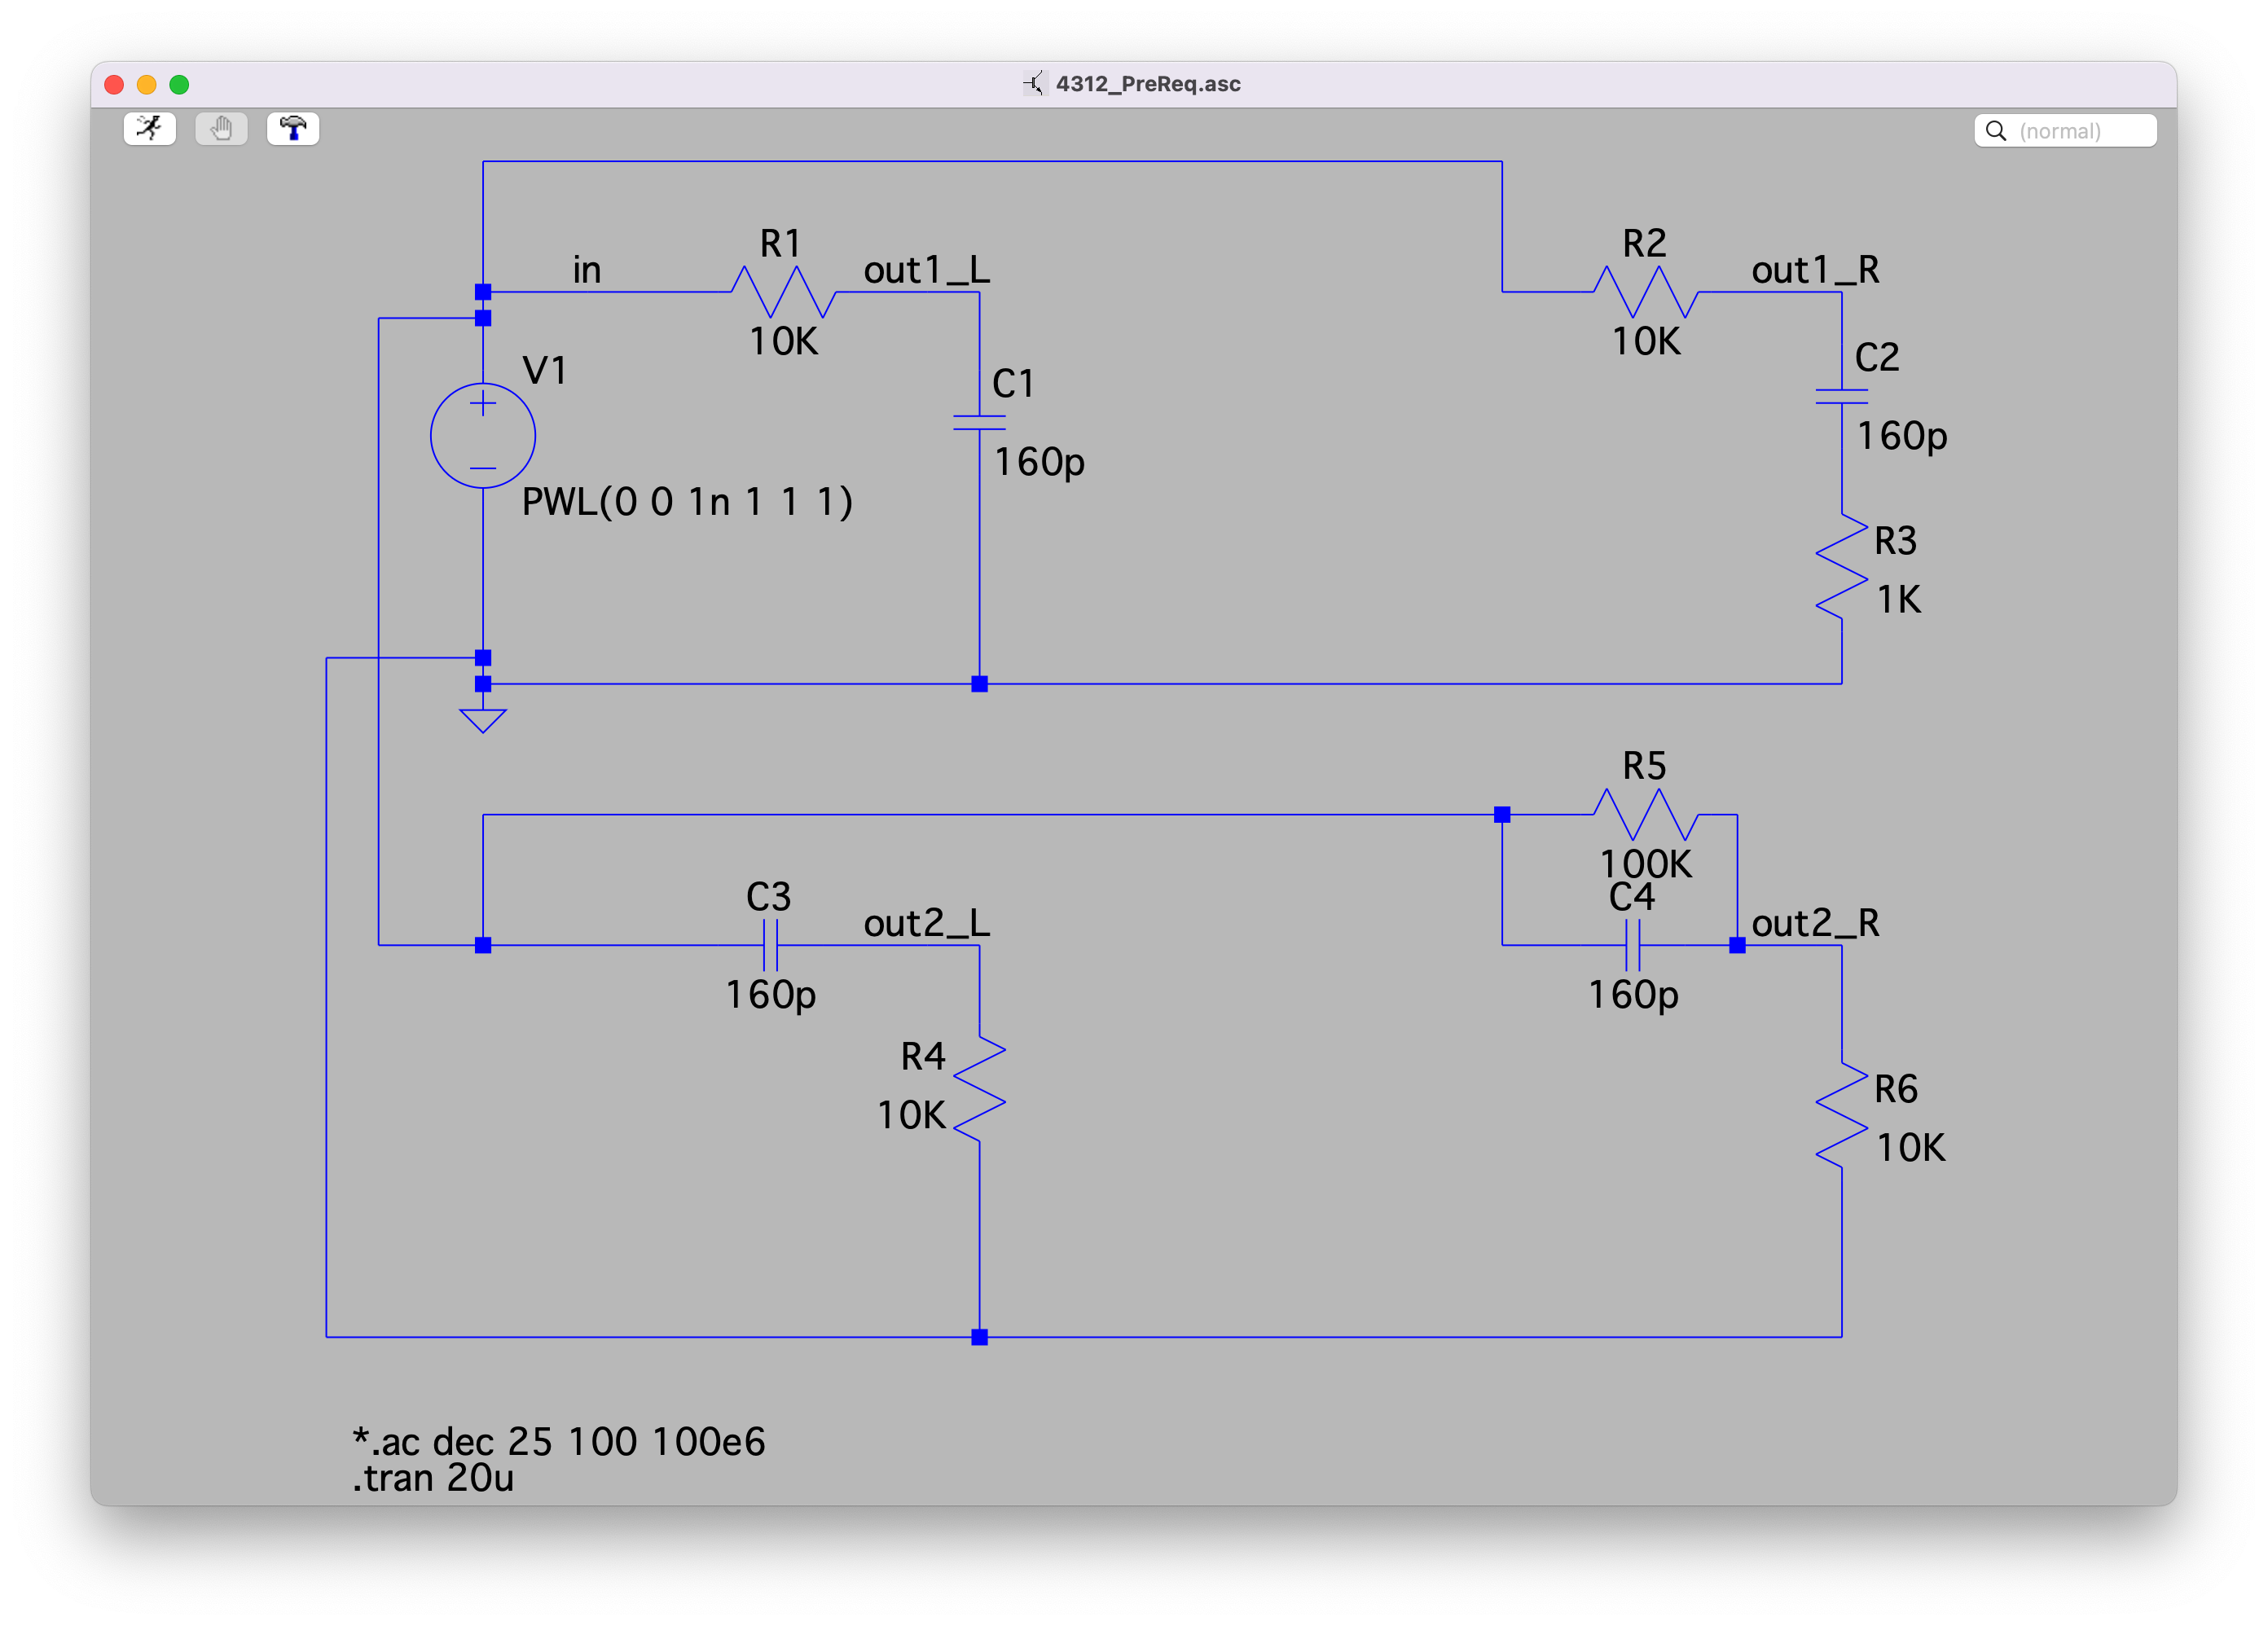 4312_PreReq.asc
(normal)
R1
R2
in
out1_L
out1_R
10K
10K
V1
C1
C2
160p
160p
PWL(0 0 1n 1 1 1)
R3
1K
R5
100K
C3
C4
out2_L
out2_R
160p
160p
R4
10K
R6
10K
*.ac dec 25 100 100e6
.tran 20u